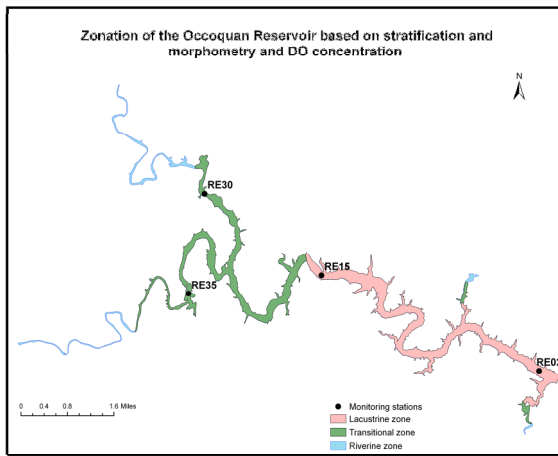 Zonation of the Occoquan Reservoir based on stratification and
morphometry and DO concentration
N
RE30
RE15
RE35
RE02
Monitoring stations
0 0.4 0.8 1.6 Miles
Lacustrine zone
Transitional zone
Riverine zone